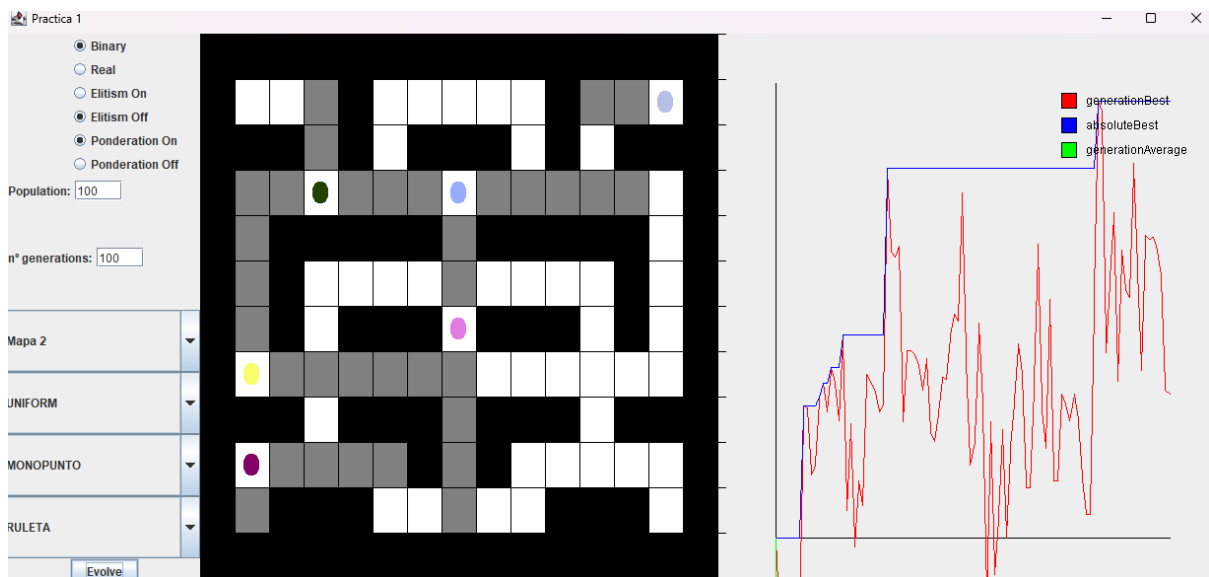 Practica 1
Binary
Real
Elitism On
Elitism Off
Ponderation On
Ponderation Off
Population: 100
nº generations: 100
Mapa 2
UNIFORM
MONOPUNTO
RULETA
Evolve
generationBest
absoluteBest
generationAverage